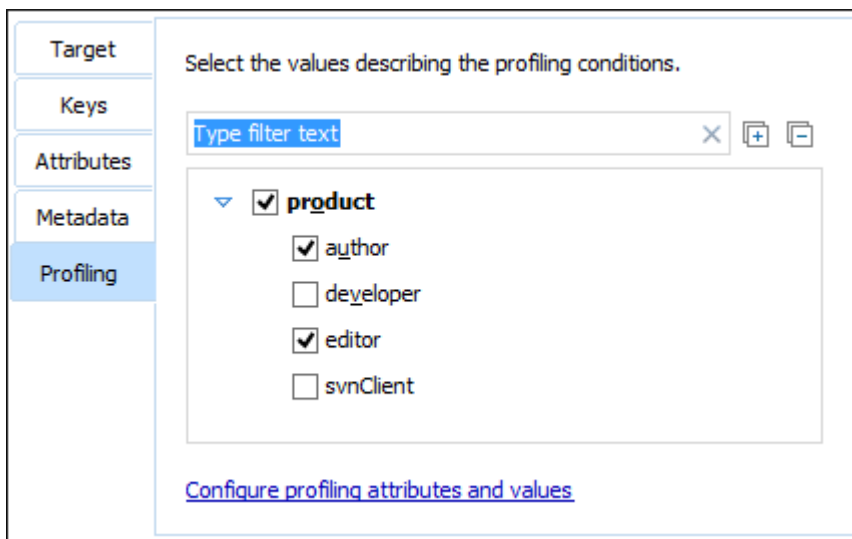 Target
Keys
Attributes
Metadata
Profiling
Select the values describing the profiling conditions.
Type filter text
product
author
developer
editor
svnClient
Configure profiling attributes and values